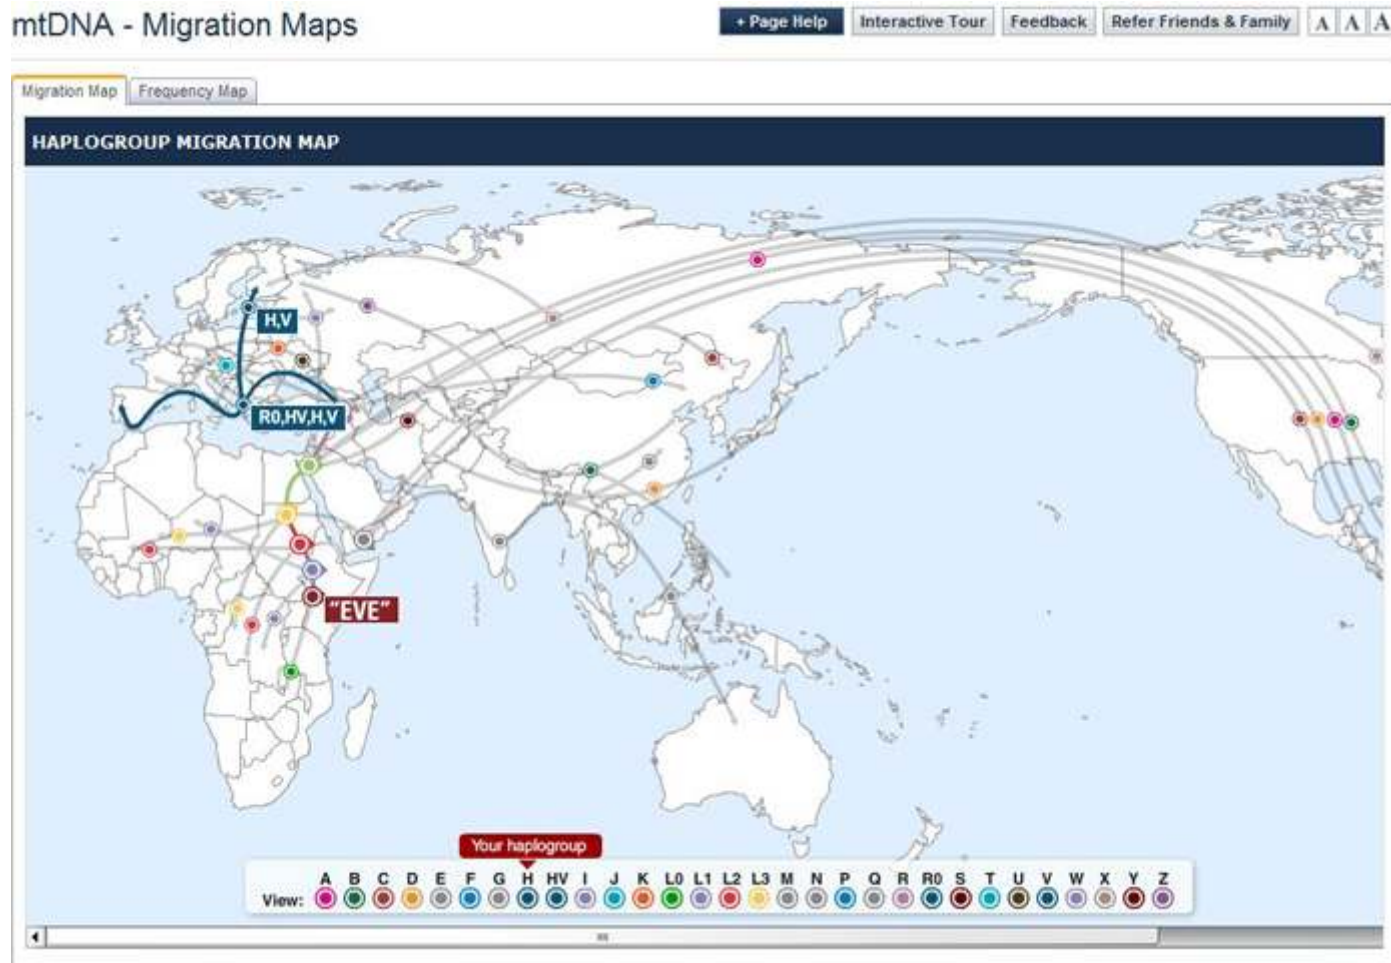 mtDNA - Migration Maps
+ Page Help Interactive Tour Feedback Refer Friends & Family A A A
Migration Map Frequency Map
HAPLOGROUP MIGRATION MAP
H,V
R0,HV,H,V
"EVE"
Your haplogroup
A B C D E F G H HV I J K L0 L1 L2 L3 M N P Q R R0 S T U V W X Y Z
View: